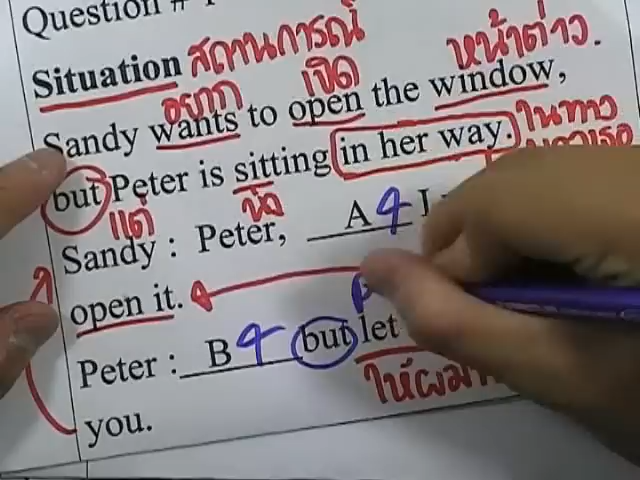 Question # 1
Situation สถานการณ์ หน้าต่าง.
อยาก เปิด
Sandy wants to open the window,
but Peter is sitting in her way. ในทาง
แต่ นั่ง
Sandy : Peter, A 4
open it.
Peter : B 4 but let
ให้ผม
you.